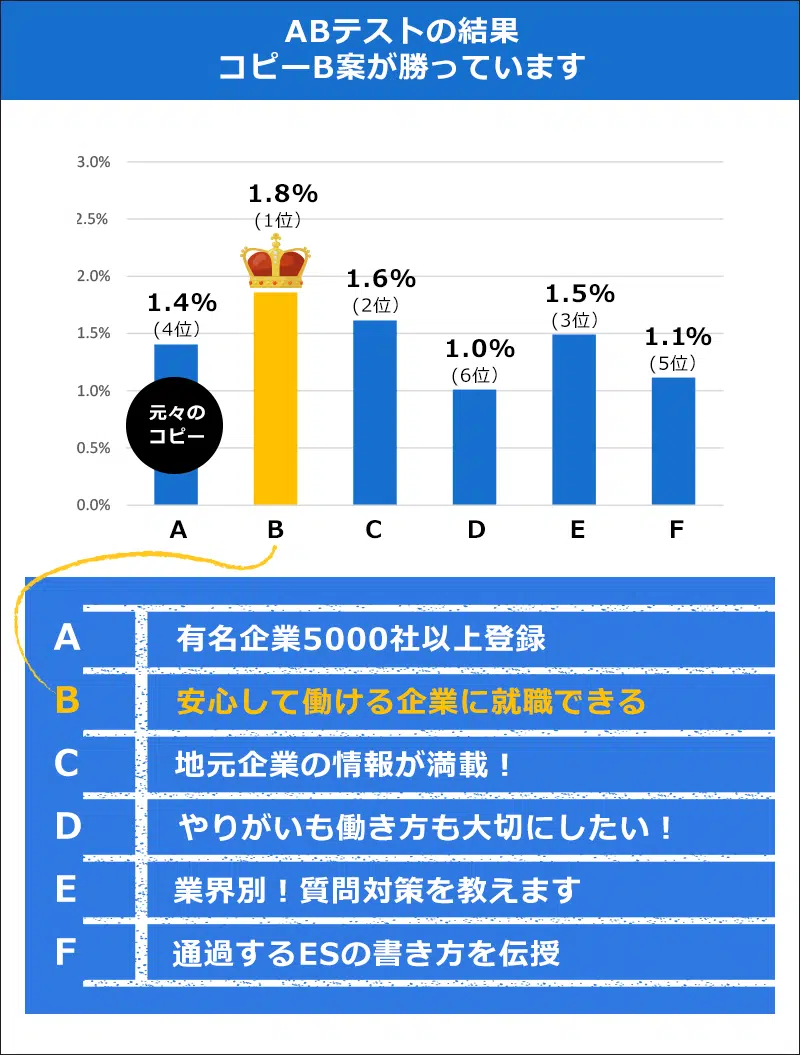 ABテストの結果
コピーB案が勝っています
3.0%
2.5%
2.0%
1.5%
1.0%
0.5%
0.0%
1.4%
(4位)
1.8%
(1位)
1.6%
(2位)
1.0%
(6位)
1.5%
(3位)
1.1%
(5位)
元々の
コピー
A B C D E F
A 有名企業5000社以上登録
B 安心して働ける企業に就職できる
C 地元企業の情報が満載！
D やりがいも働き方も大切にしたい！
E 業界別！質問対策を教えます
F 通過するESの書き方を伝授